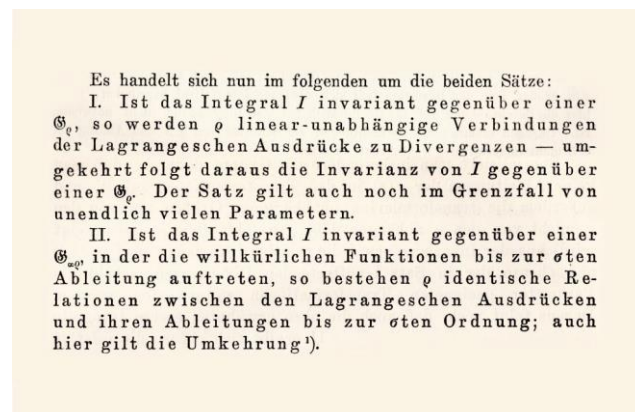 Es handelt sich nun im folgenden um die beiden Sätze:
I. Ist das Integral I invariant gegenüber einer
𝔊ϱ, so werden ϱ linear-unabhängige Verbindungen
der Lagrangeschen Ausdrücke zu Divergenzen — um-
gekehrt folgt daraus die Invarianz von I gegenüber
einer 𝔊ϱ. Der Satz gilt auch noch im Grenzfall von
unendlich vielen Parametern.
II. Ist das Integral I invariant gegenüber einer
𝔊∞ϱ, in der die willkürlichen Funktionen bis zur σten
Ableitung auftreten, so bestehen ϱ identische Re-
lationen zwischen den Lagrangeschen Ausdrücken
und ihren Ableitungen bis zur σten Ordnung; auch
hier gilt die Umkehrung¹).